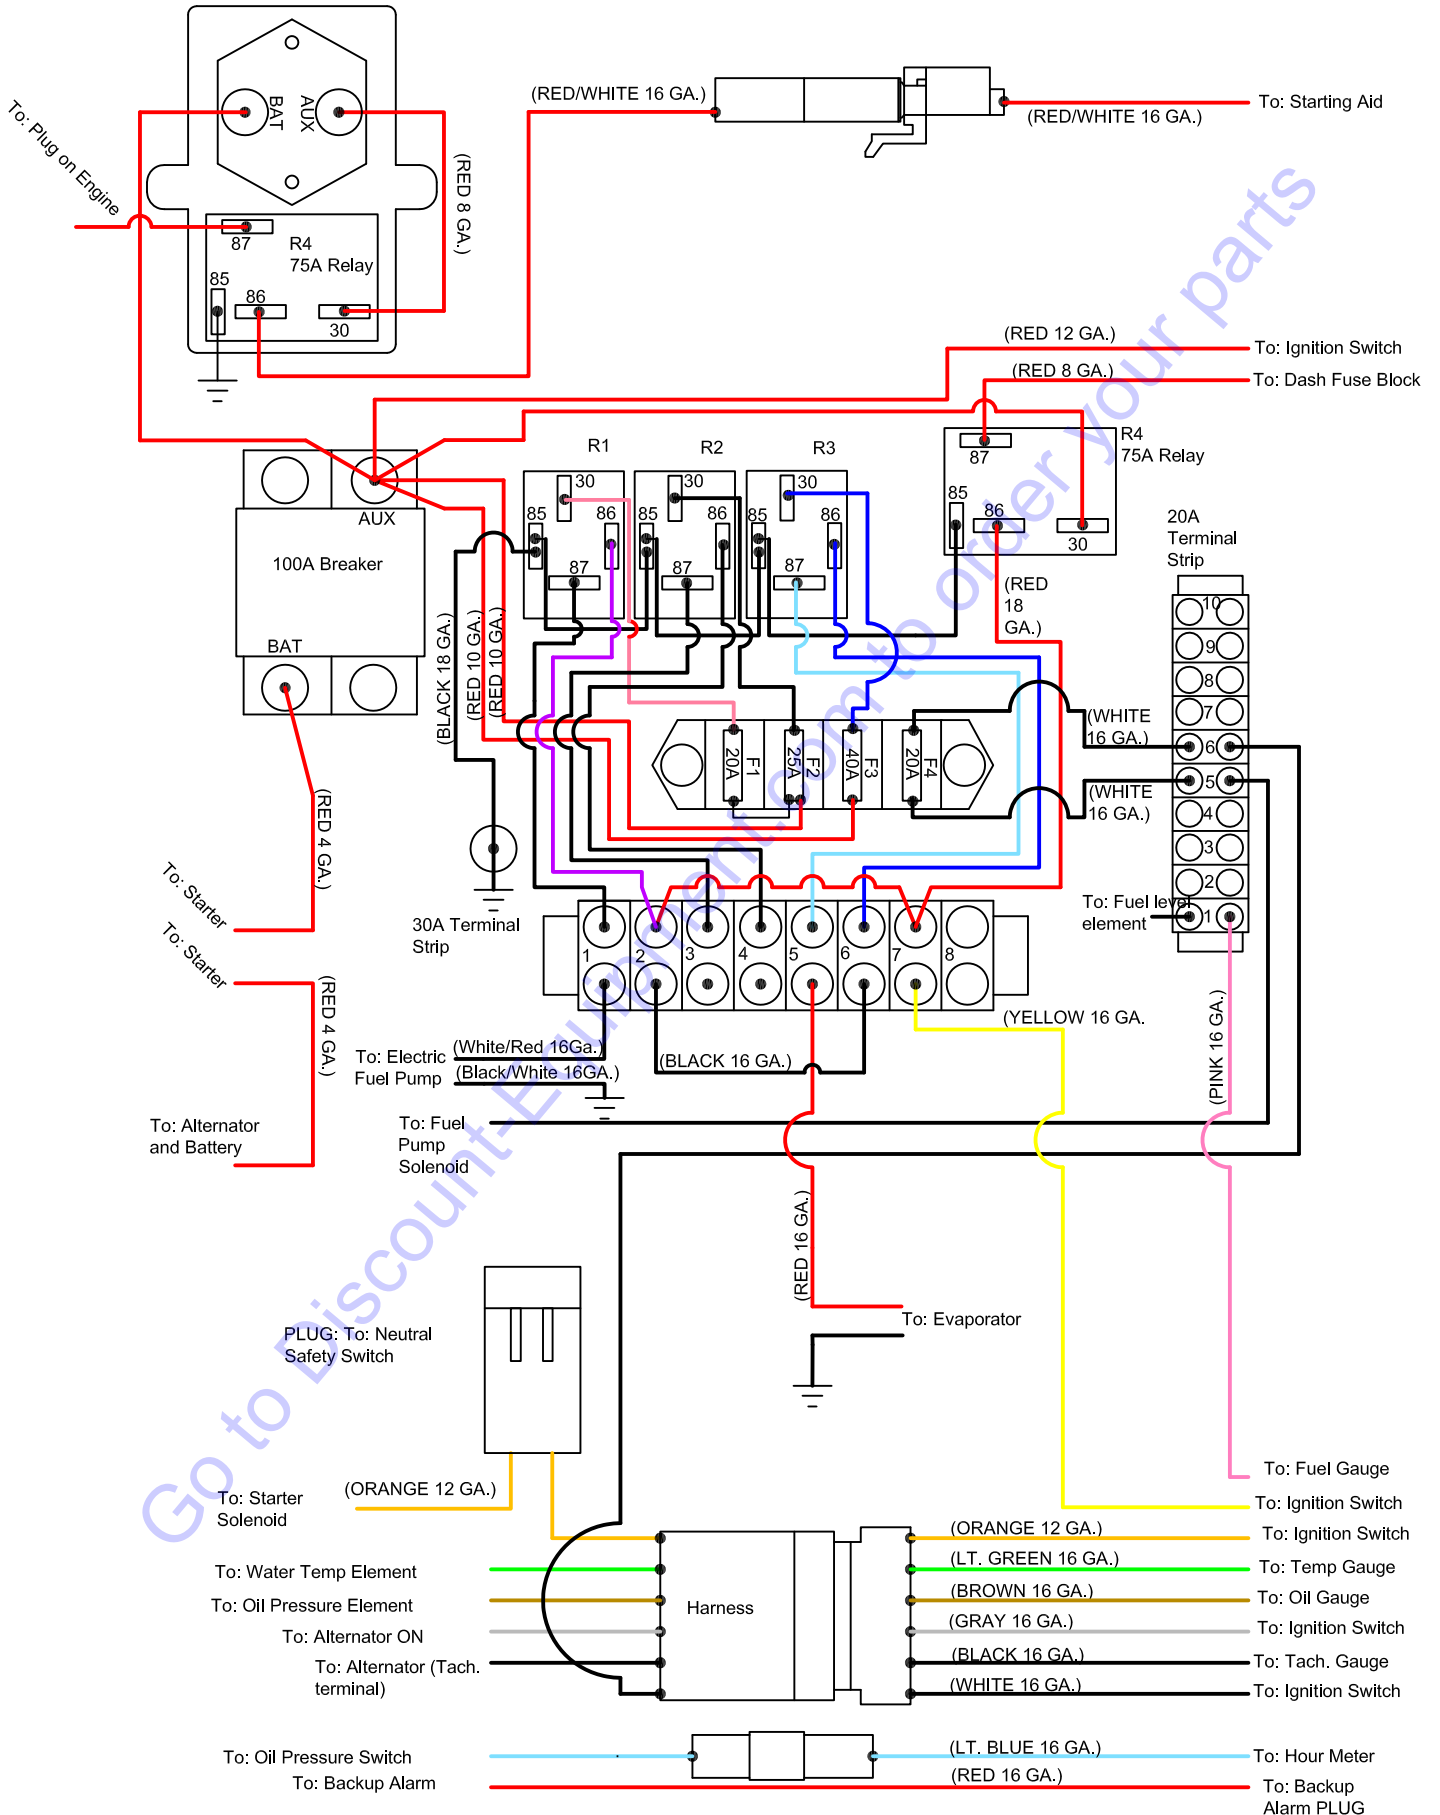 BAT
AUX
(RED/WHITE 16 GA.)
To: Starting Aid
(RED/WHITE 16 GA.)
To: Plug on Engine
(RED 8 GA.)
87
R4
75A Relay
85
86
30
(RED 12 GA.)
To: Ignition Switch
(RED 8 GA.)
To: Dash Fuse Block
R1
R2
R3
R4
75A Relay
87
30
30
30
85
86
85
86
85
86
87
87
87
85
86
30
AUX
100A Breaker
BAT
20A
Terminal
Strip
(RED
18
GA.)
10
9
8
7
6
5
4
3
2
1
(BLACK 18 GA.)
(RED 10 GA.)
(RED 10 GA.)
(WHITE
16 GA.)
(WHITE
16 GA.)
F1
20A
F2
25A
F3
40A
F4
20A
(RED 4 GA.)
To: Starter
To: Starter
(RED 4 GA.)
To: Fuel level
element
30A Terminal
Strip
1
2
3
4
5
6
7
8
(YELLOW 16 GA.
(PINK 16 GA.)
To: Electric
Fuel Pump
(White/Red 16Ga.)
(Black/White 16GA.)
(BLACK 16 GA.)
To: Alternator
and Battery
To: Fuel
Pump
Solenoid
(RED 16 GA.)
To: Evaporator
PLUG: To: Neutral
Safety Switch
To: Fuel Gauge
To: Starter
Solenoid
(ORANGE 12 GA.)
To: Ignition Switch
(ORANGE 12 GA.)
To: Ignition Switch
To: Water Temp Element
(LT. GREEN 16 GA.)
To: Temp Gauge
To: Oil Pressure Element
Harness
(BROWN 16 GA.)
To: Oil Gauge
To: Alternator ON
(GRAY 16 GA.)
To: Ignition Switch
To: Alternator (Tach.
terminal)
(BLACK 16 GA.)
To: Tach. Gauge
(WHITE 16 GA.)
To: Ignition Switch
To: Oil Pressure Switch
(LT. BLUE 16 GA.)
To: Hour Meter
To: Backup Alarm
(RED 16 GA.)
To: Backup
Alarm PLUG
Go to Discount-Equipment.com to order your parts